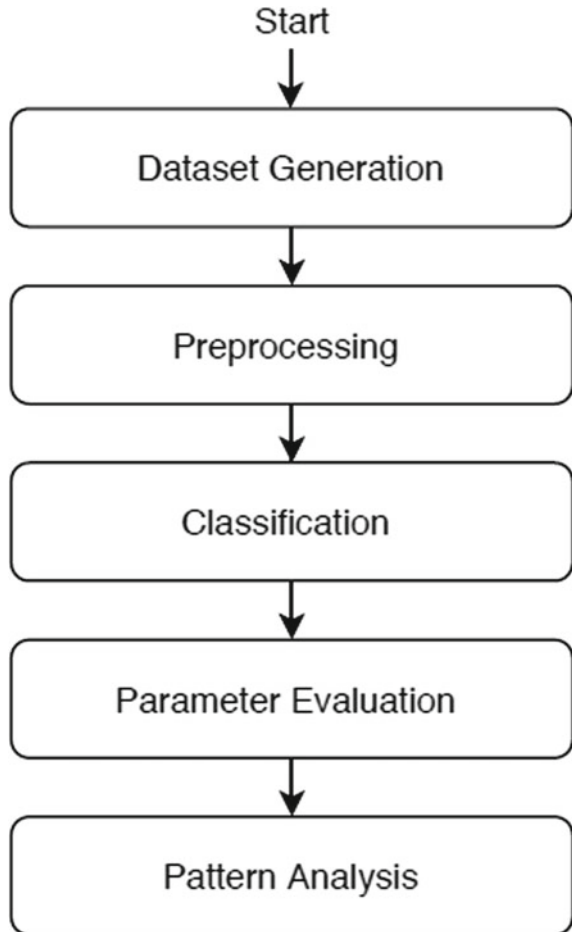 Start
Dataset Generation
Preprocessing
Classification
Parameter Evaluation
Pattern Analysis